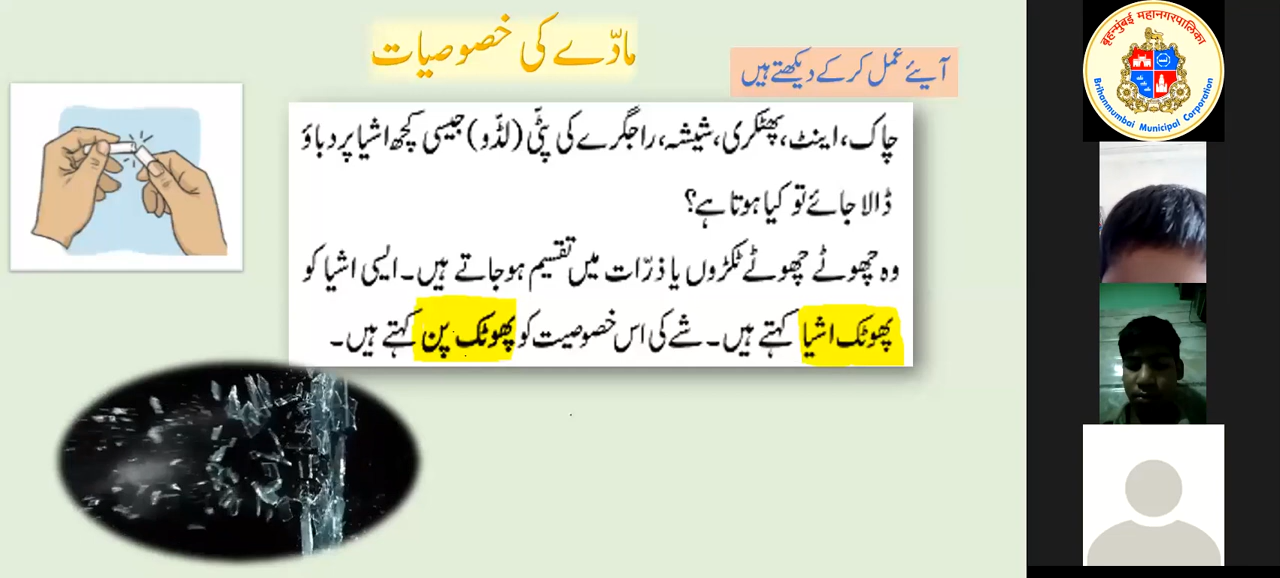 مادّے کی خصوصیات
آیئے عمل کر کے دیکھتے ہیں
چاک، اینٹ، پھٹکری، شیشہ، راجگرے کی پٹّی (لڈّو) جیسی کچھ اشیا پر دباؤ
ڈالا جائے تو کیا ہوتا ہے؟
وہ چھوٹے چھوٹے ٹکڑوں یا ذرّات میں تقسیم ہو جاتے ہیں۔ ایسی اشیا کو
پھوٹک اشیا کہتے ہیں۔ شے کی اس خصوصیت کو پھوٹک پن کہتے ہیں۔
बृहन्मुंबई महानगरपालिका
Brihanmumbai Municipal Corporation